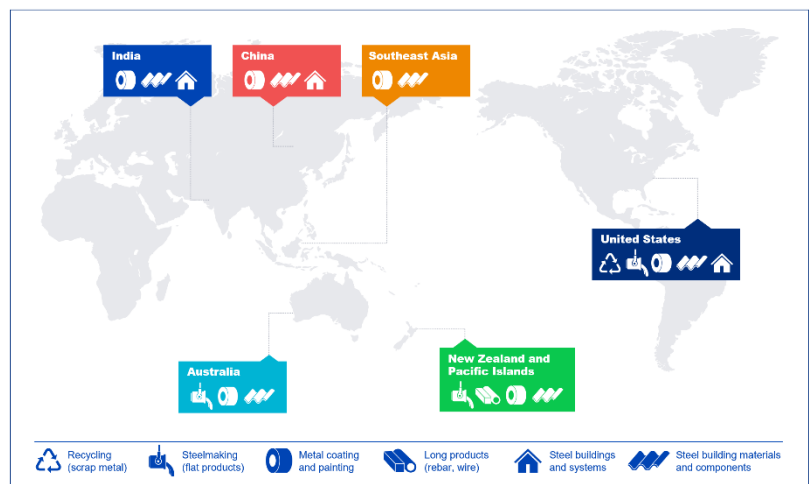 India
China
Southeast Asia
United States
Australia
New Zealand and
Pacific Islands
Recycling
(scrap metal)
Steelmaking
(flat products)
Metal coating
and painting
Long products
(rebar, wire)
Steel buildings
and systems
Steel building materials
and components